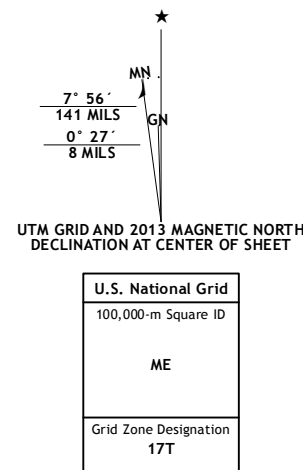 ★
MN
7° 56´
141 MILS
GN
0° 27´
8 MILS
UTM GRID AND 2013 MAGNETIC NORTH
DECLINATION AT CENTER OF SHEET
U.S. National Grid
100,000-m Square ID
ME
Grid Zone Designation
17T